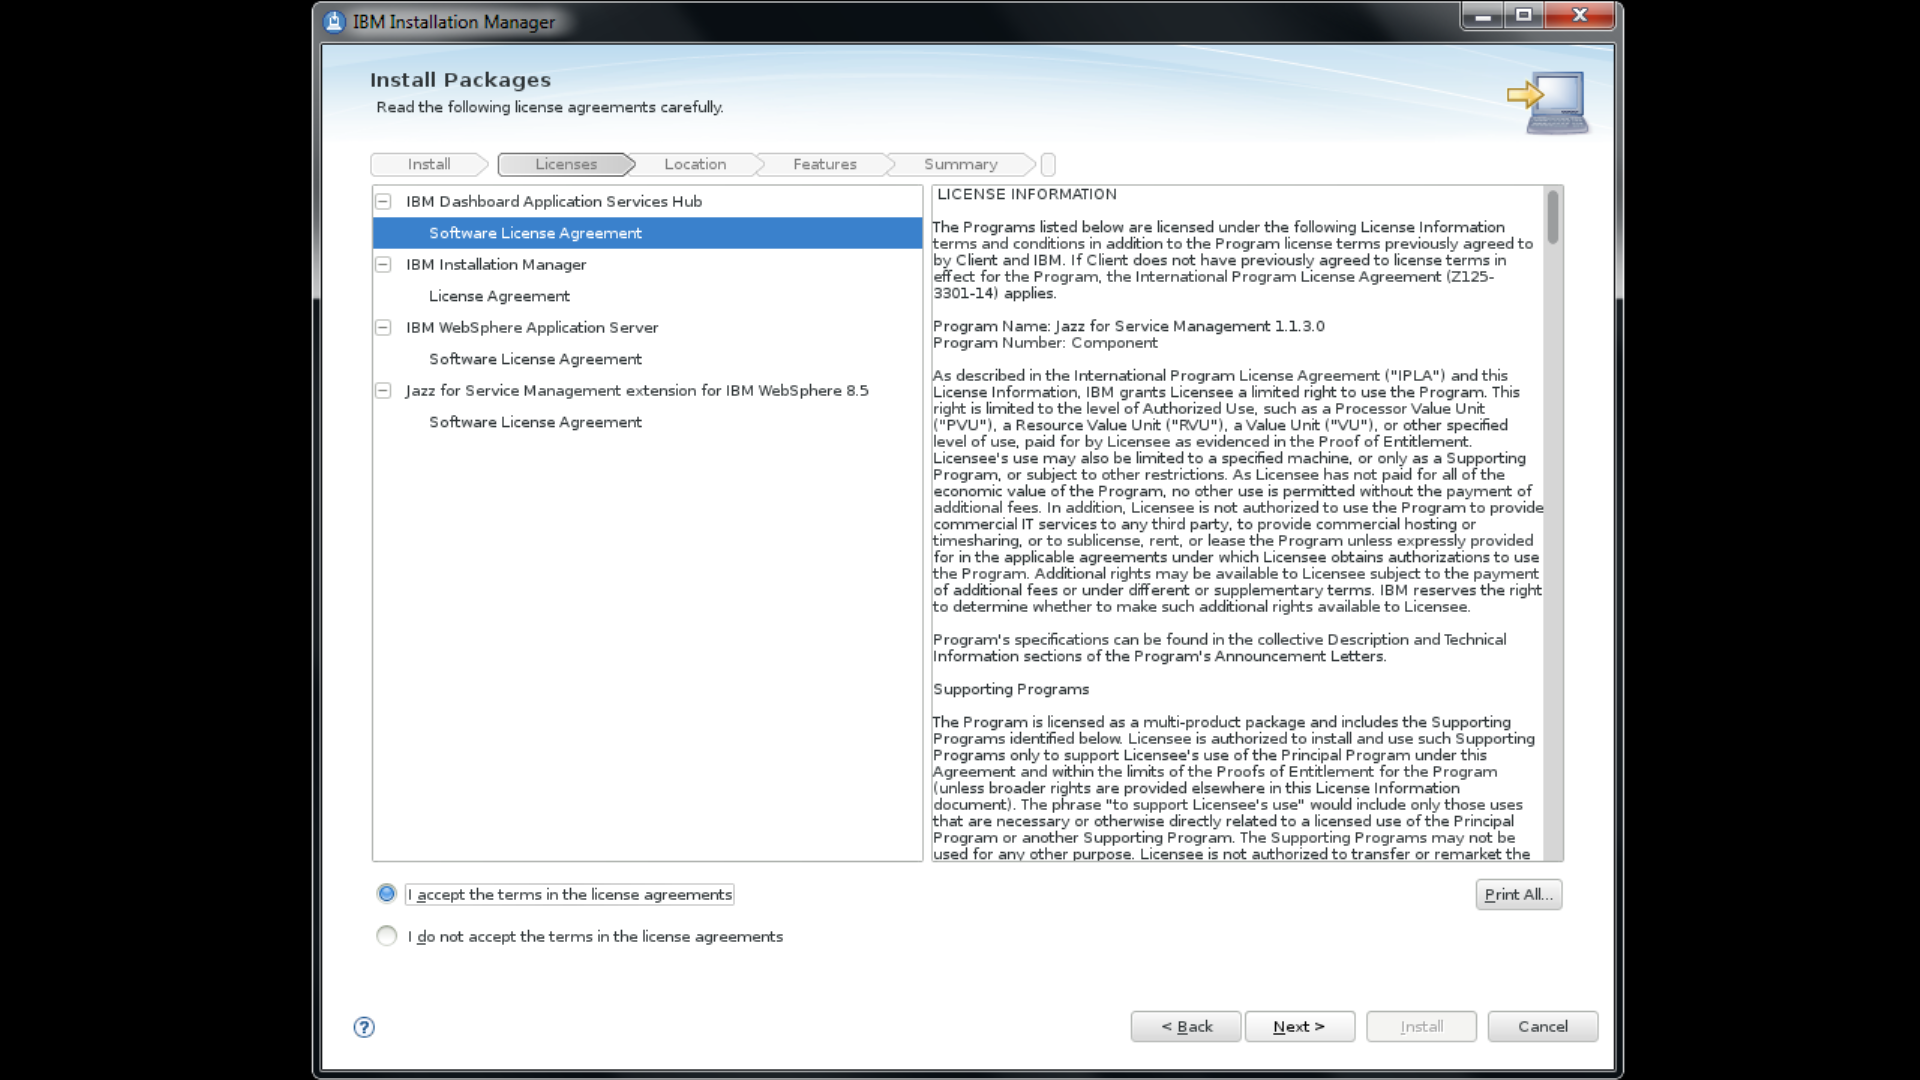 IBM Installation Manager
Install Packages
Read the following license agreements carefully.
Install
Licenses
Location
Features
Summary
IBM Dashboard Application Services Hub
Software License Agreement
IBM Installation Manager
License Agreement
IBM WebSphere Application Server
Software License Agreement
Jazz for Service Management extension for IBM WebSphere 8.5
Software License Agreement
LICENSE INFORMATION
The Programs listed below are licensed under the following License Information
terms and conditions in addition to the Program license terms previously agreed to
by Client and IBM. If Client does not have previously agreed to license terms in
effect for the Program, the International Program License Agreement (Z125-
3301-14) applies.
Program Name: Jazz for Service Management 1.1.3.0
Program Number: Component
As described in the International Program License Agreement ("IPLA") and this
License Information, IBM grants Licensee a limited right to use the Program. This
right is limited to the level of Authorized Use, such as a Processor Value Unit
("PVU"), a Resource Value Unit ("RVU"), a Value Unit ("VU"), or other specified
level of use, paid for by Licensee as evidenced in the Proof of Entitlement.
Licensee's use may also be limited to a specified machine, or only as a Supporting
Program, or subject to other restrictions. As Licensee has not paid for all of the
economic value of the Program, no other use is permitted without the payment of
additional fees. In addition, Licensee is not authorized to use the Program to provide
commercial IT services to any third party, to provide commercial hosting or
timesharing, or to sublicense, rent, or lease the Program unless expressly provided
for in the applicable agreements under which Licensee obtains authorizations to use
the Program. Additional rights may be available to Licensee subject to the payment
of additional fees or under different or supplementary terms. IBM reserves the right
to determine whether to make such additional rights available to Licensee.
Program's specifications can be found in the collective Description and Technical
Information sections of the Program's Announcement Letters.
Supporting Programs
The Program is licensed as a multi-product package and includes the Supporting
Programs identified below. Licensee is authorized to install and use such Supporting
Programs only to support Licensee's use of the Principal Program under this
Agreement and within the limits of the Proofs of Entitlement for the Program
(unless broader rights are provided elsewhere in this License Information
document). The phrase "to support Licensee's use" would include only those uses
that are necessary or otherwise directly related to a licensed use of the Principal
Program or another Supporting Program. The Supporting Programs may not be
used for any other purpose. Licensee is not authorized to transfer or remarket the
I accept the terms in the license agreements
Print All...
I do not accept the terms in the license agreements
?
< Back
Next >
Install
Cancel